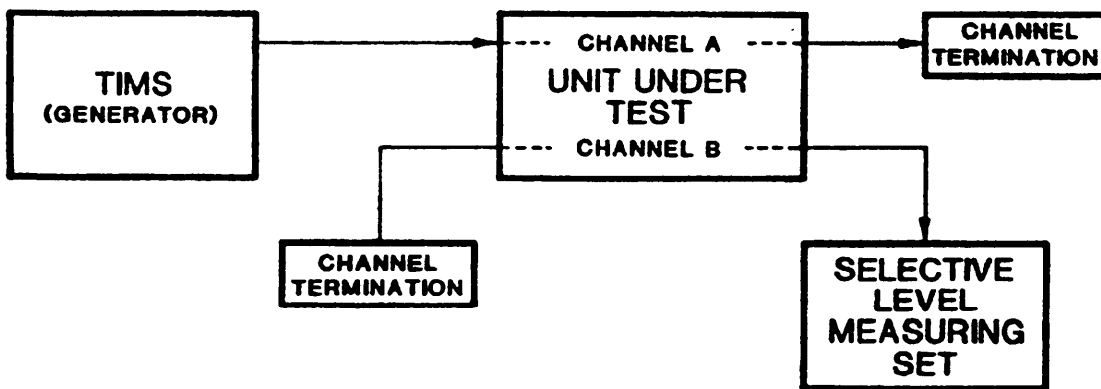 TIMS
(GENERATOR)
CHANNEL A
UNIT UNDER
TEST
CHANNEL B
CHANNEL
TERMINATION
CHANNEL
TERMINATION
SELECTIVE
LEVEL
MEASURING
SET